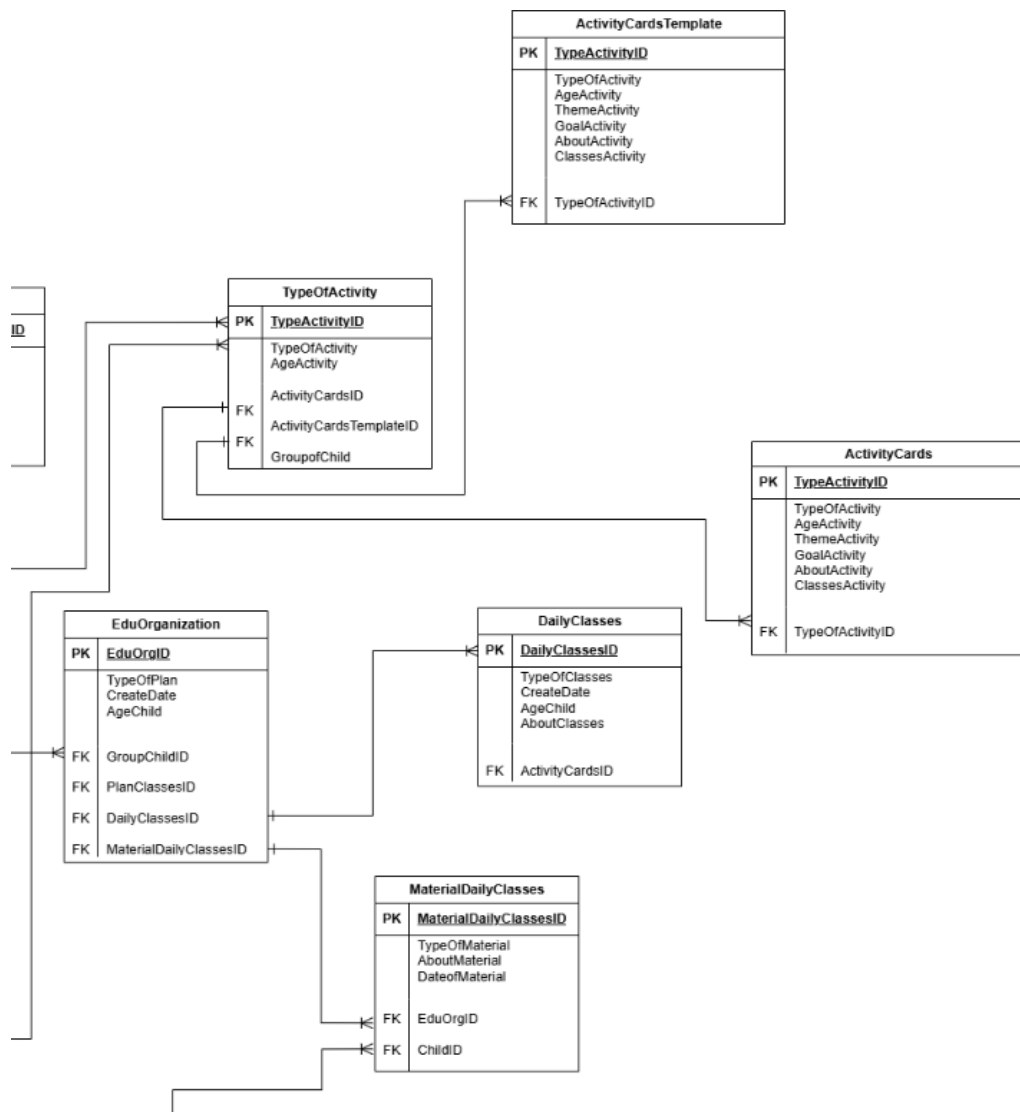 ActivityCardsTemplate
PK TypeActivityID
TypeOfActivity
AgeActivity
ThemeActivity
GoalActivity
AboutActivity
ClassesActivity
FK TypeOfActivityID
ID
TypeOfActivity
PK TypeActivityID
TypeOfActivity
AgeActivity
ActivityCardsID
FK
ActivityCardsTemplateID
FK
GroupofChild
ActivityCards
PK TypeActivityID
TypeOfActivity
AgeActivity
ThemeActivity
GoalActivity
AboutActivity
ClassesActivity
FK TypeOfActivityID
EduOrganization
PK EduOrgID
TypeOfPlan
CreateDate
AgeChild
FK GroupChildID
FK PlanClassesID
FK DailyClassesID
FK MaterialDailyClassesID
DailyClasses
PK DailyClassesID
TypeOfClasses
CreateDate
AgeChild
AboutClasses
FK ActivityCardsID
MaterialDailyClasses
PK MaterialDailyClassesID
TypeOfMaterial
AboutMaterial
DateofMaterial
FK EduOrgID
FK ChildID